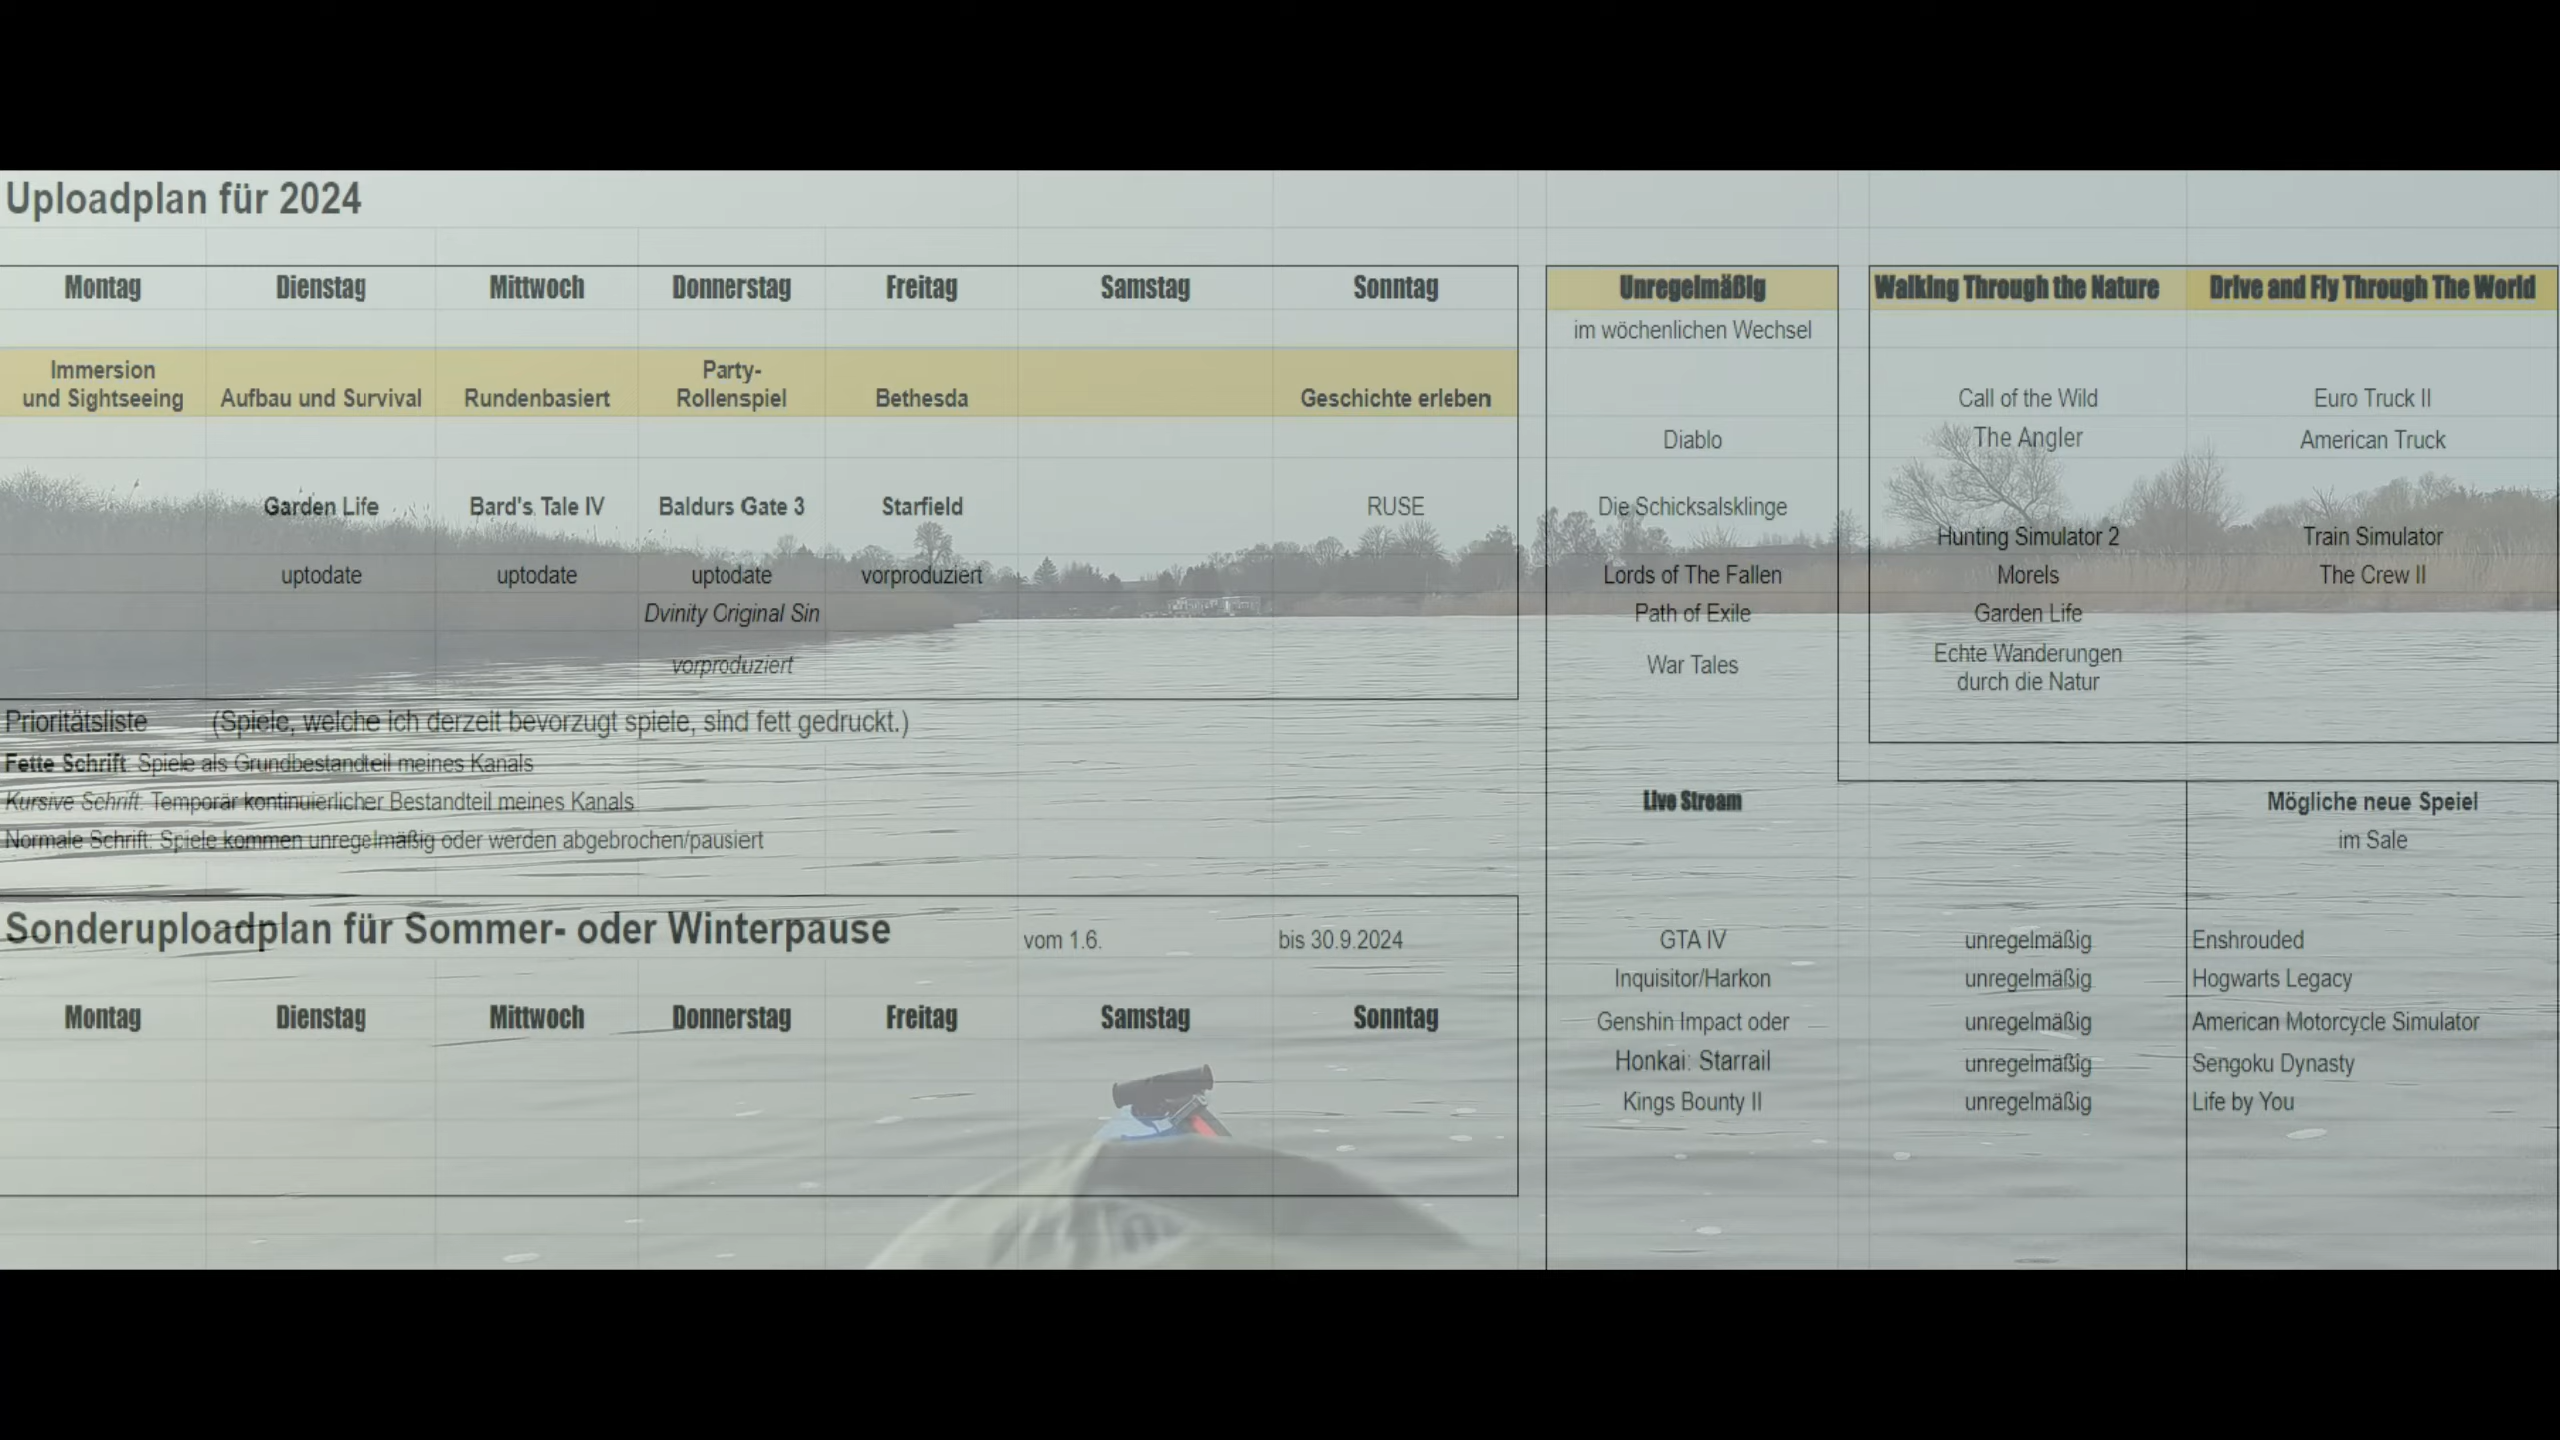 Uploadplan für 2024
Montag Dienstag Mittwoch Donnerstag Freitag Samstag Sonntag
Immersion und Sightseeing Aufbau und Survival Rundenbasiert Party-Rollenspiel Bethesda Geschichte erleben
Garden Life Bard's Tale IV Baldurs Gate 3 Starfield RUSE
uptodate uptodate uptodate vorproduziert
Dvinity Original Sin
vorproduziert
Prioritätsliste (Spiele, welche ich derzeit bevorzugt spiele, sind fett gedruckt.)
Fette Schrift: Spiele als Grundbestandteil meines Kanals
Kursive Schrift: Temporär kontinuierlicher Bestandteil meines Kanals
Normale Schrift: Spiele kommen unregelmäßig oder werden abgebrochen/pausiert
Sonderuploadplan für Sommer- oder Winterpause vom 1.6. bis 30.9.2024
Montag Dienstag Mittwoch Donnerstag Freitag Samstag Sonntag
Unregelmäßig
im wöchenlichen Wechsel
Diablo
Die Schicksalsklinge
Lords of The Fallen
Path of Exile
War Tales
Walking Through the Nature
Call of the Wild
The Angler
Hunting Simulator 2
Morels
Garden Life
Echte Wanderungen
durch die Natur
Drive and Fly Through The World
Euro Truck II
American Truck
Train Simulator
The Crew II
Live Stream
GTA IV unregelmäßig
Inquisitor/Harkon unregelmäßig
Genshin Impact oder unregelmäßig
Honkai: Starrail unregelmäßig
Kings Bounty II unregelmäßig
Mögliche neue Speiel
im Sale
Enshrouded
Hogwarts Legacy
American Motorcycle Simulator
Sengoku Dynasty
Life by You